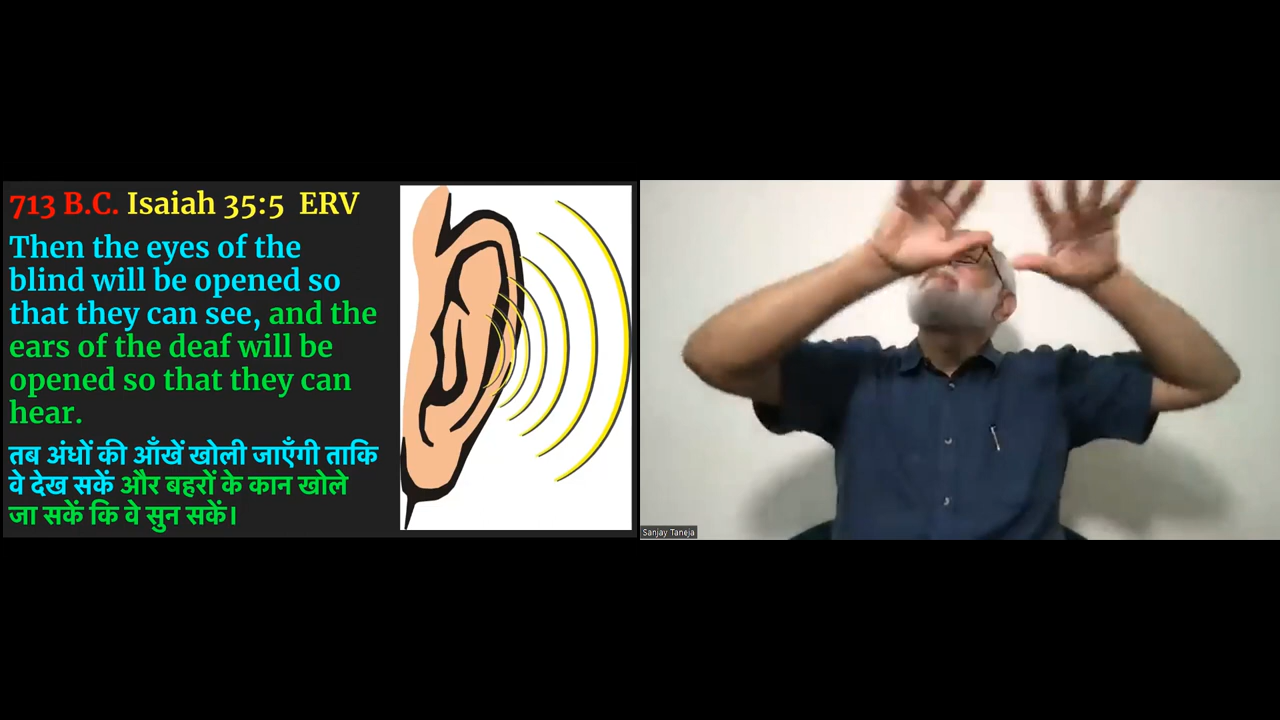 713 B.C. Isaiah 35:5 ERV
Then the eyes of the
blind will be opened so
that they can see, and the
ears of the deaf will be
opened so that they can
hear.
तब अंधों की आँखें खोली जाएँगी ताकि
वे देख सकें और बहरों के कान खोले
जा सकें कि वे सुन सकें।
Sanjay Taneja